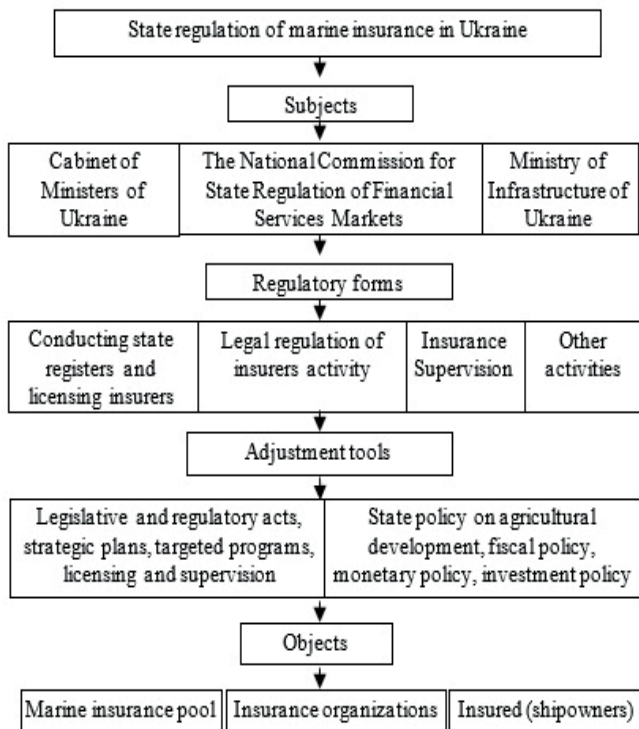 State regulation of marine insurance in Ukraine
Subjects
Cabinet of
Ministers of
Ukraine
The National Commission for
State Regulation of Financial
Services Markets
Ministry of
Infrastructure of
Ukraine
Regulatory forms
Conducting state
registers and
licensing insurers
Legal regulation of
insurers activity
Insurance
Supervision
Other
activities
Adjustment tools
Legislative and regulatory acts,
strategic plans, targeted programs,
licensing and supervision
State policy on agricultural
development, fiscal policy,
monetary policy, investment policy
Objects
Marine insurance pool
Insurance organizations
Insured (shipowners)